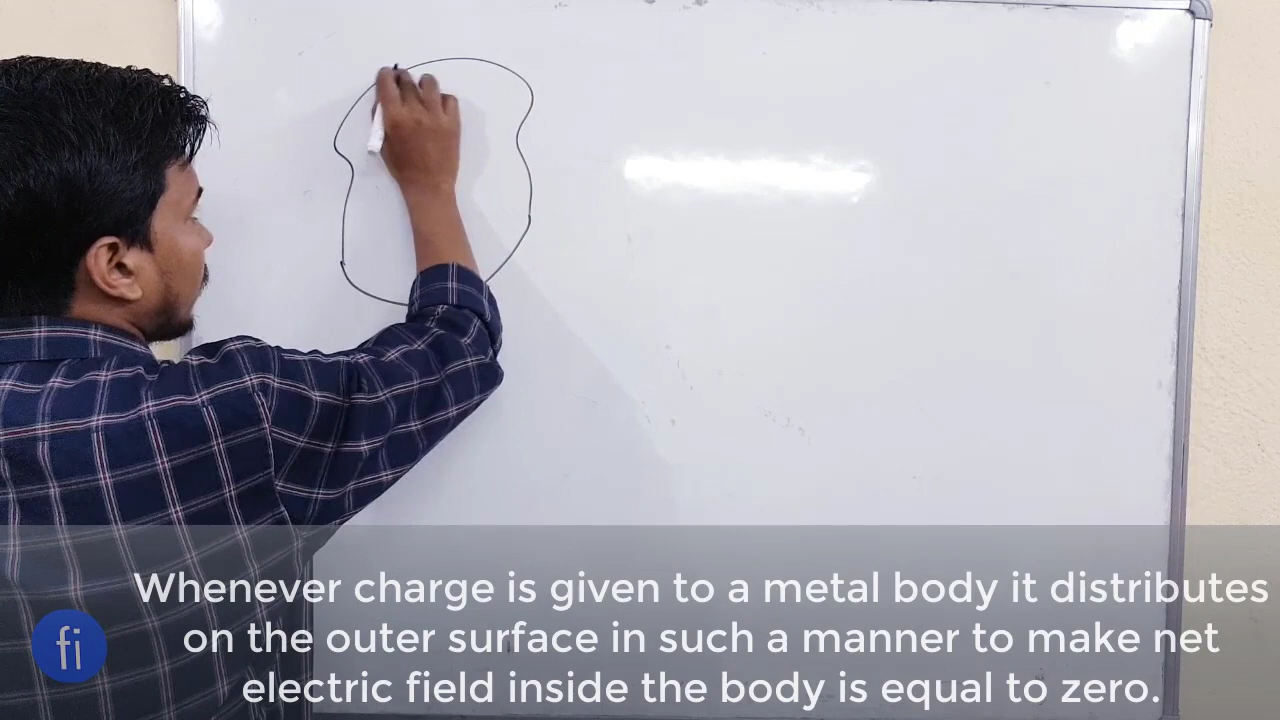 Whenever charge is given to a metal body it distributes
on the outer surface in such a manner to make net
fi
electric field inside the body is equal to zero.